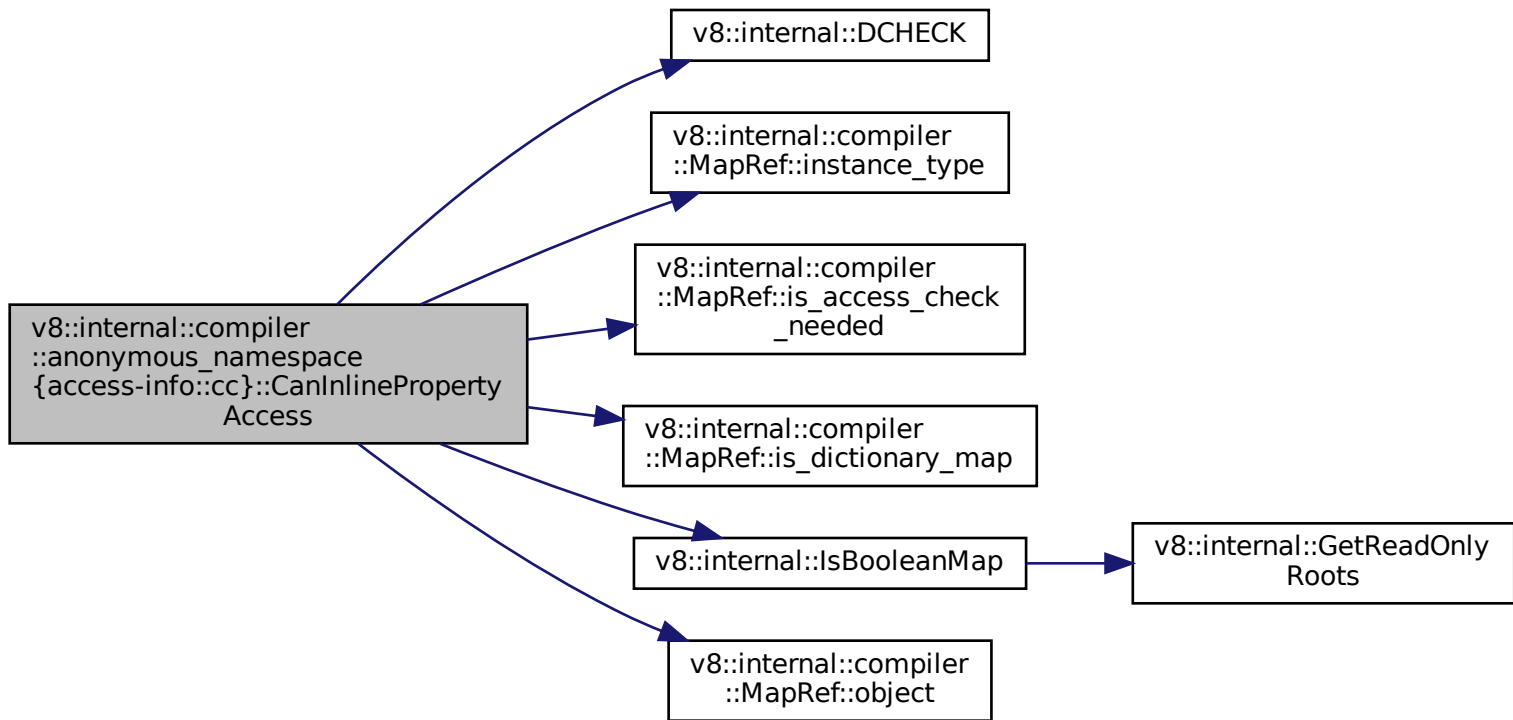 v8::internal::DCHECK
v8::internal::compiler
::MapRef::instance_type
v8::internal::compiler
::MapRef::is_access_check
_needed
v8::internal::compiler
::anonymous_namespace
{access-info::cc}::CanInlineProperty
Access
v8::internal::compiler
::MapRef::is_dictionary_map
v8::internal::IsBooleanMap
v8::internal::GetReadOnly
Roots
v8::internal::compiler
::MapRef::object